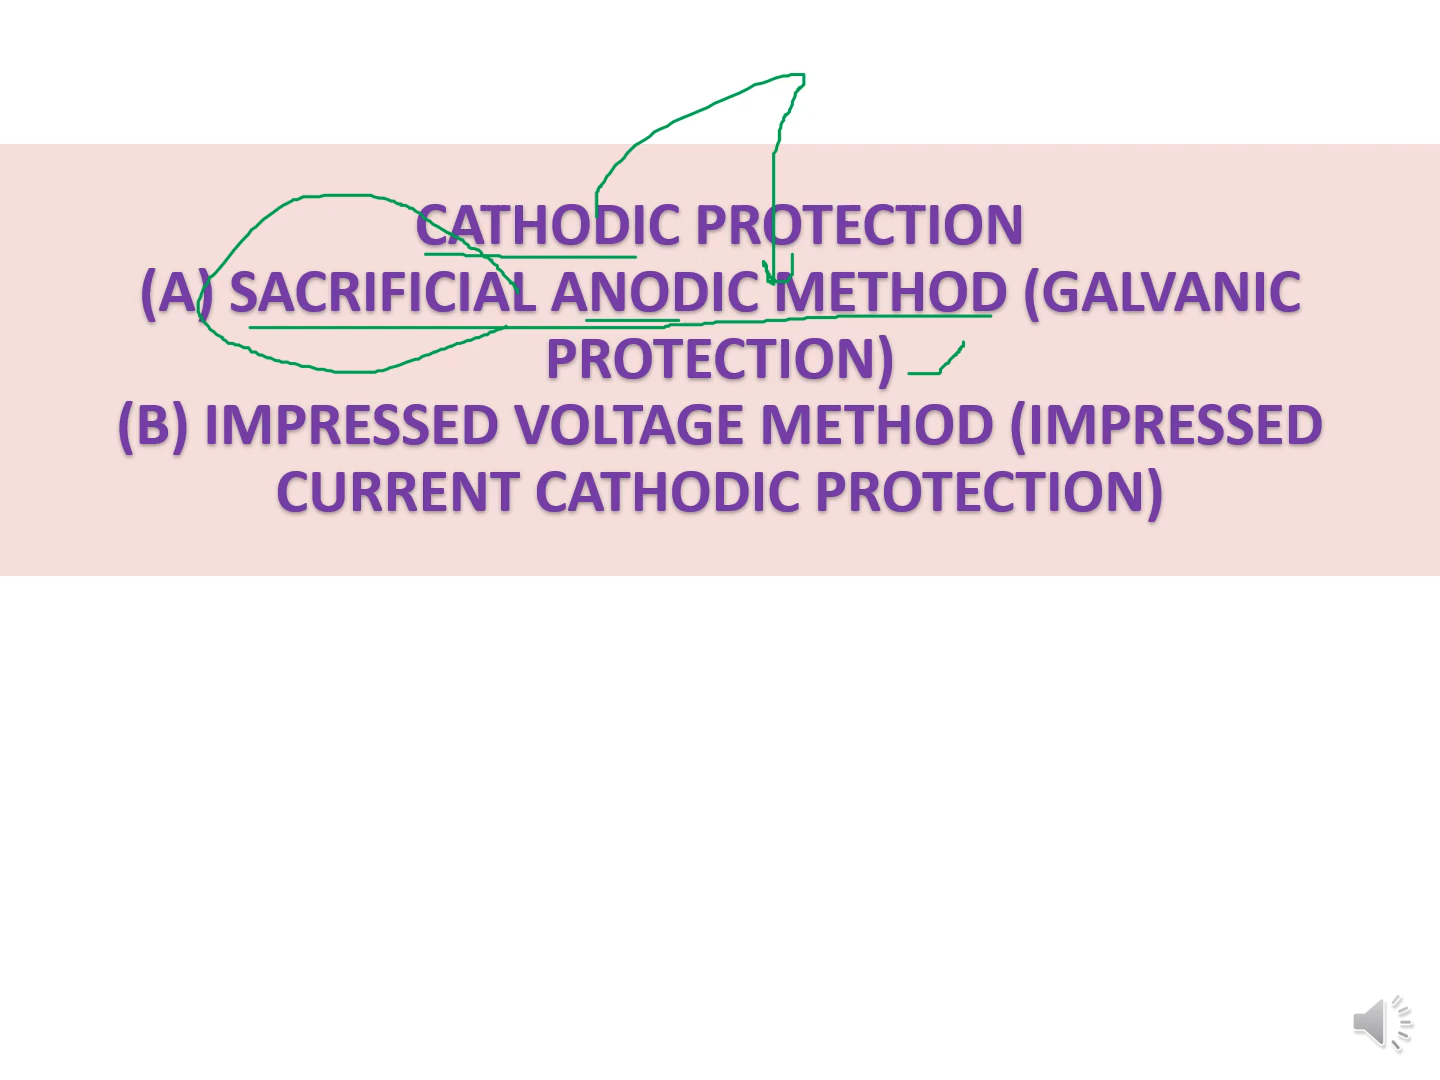 CATHODIC PROTECTION
(A) SACRIFICIAL ANODIC METHOD (GALVANIC
PROTECTION)
(B) IMPRESSED VOLTAGE METHOD (IMPRESSED
CURRENT CATHODIC PROTECTION)